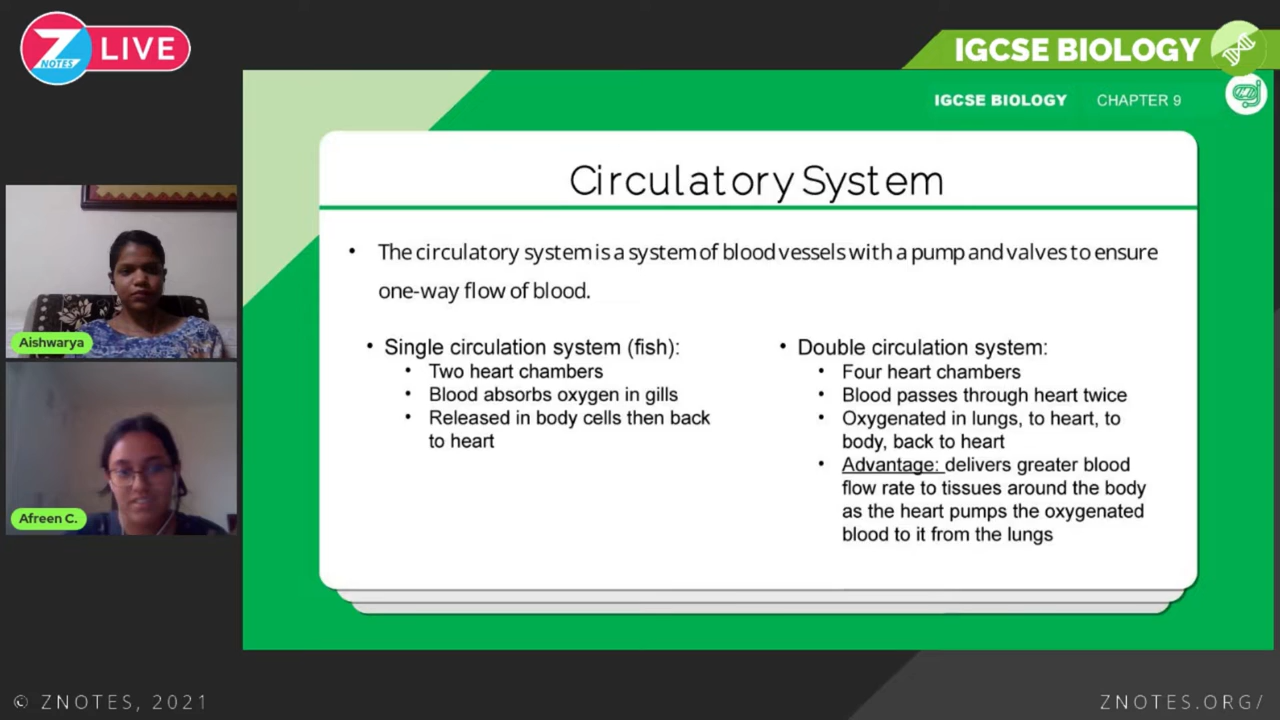 Z NOTES LIVE
IGCSE BIOLOGY
IGCSE BIOLOGY CHAPTER 9
Circulatory System
• The circulatory system is a system of blood vessels with a pump and valves to ensure
one-way flow of blood.
• Single circulation system (fish):
• Two heart chambers
• Blood absorbs oxygen in gills
• Released in body cells then back
to heart
• Double circulation system:
• Four heart chambers
• Blood passes through heart twice
• Oxygenated in lungs, to heart, to
body, back to heart
• Advantage: delivers greater blood
flow rate to tissues around the body
as the heart pumps the oxygenated
blood to it from the lungs
Aishwarya
Afreen C.
© ZNOTES, 2021
ZNOTES.ORG/